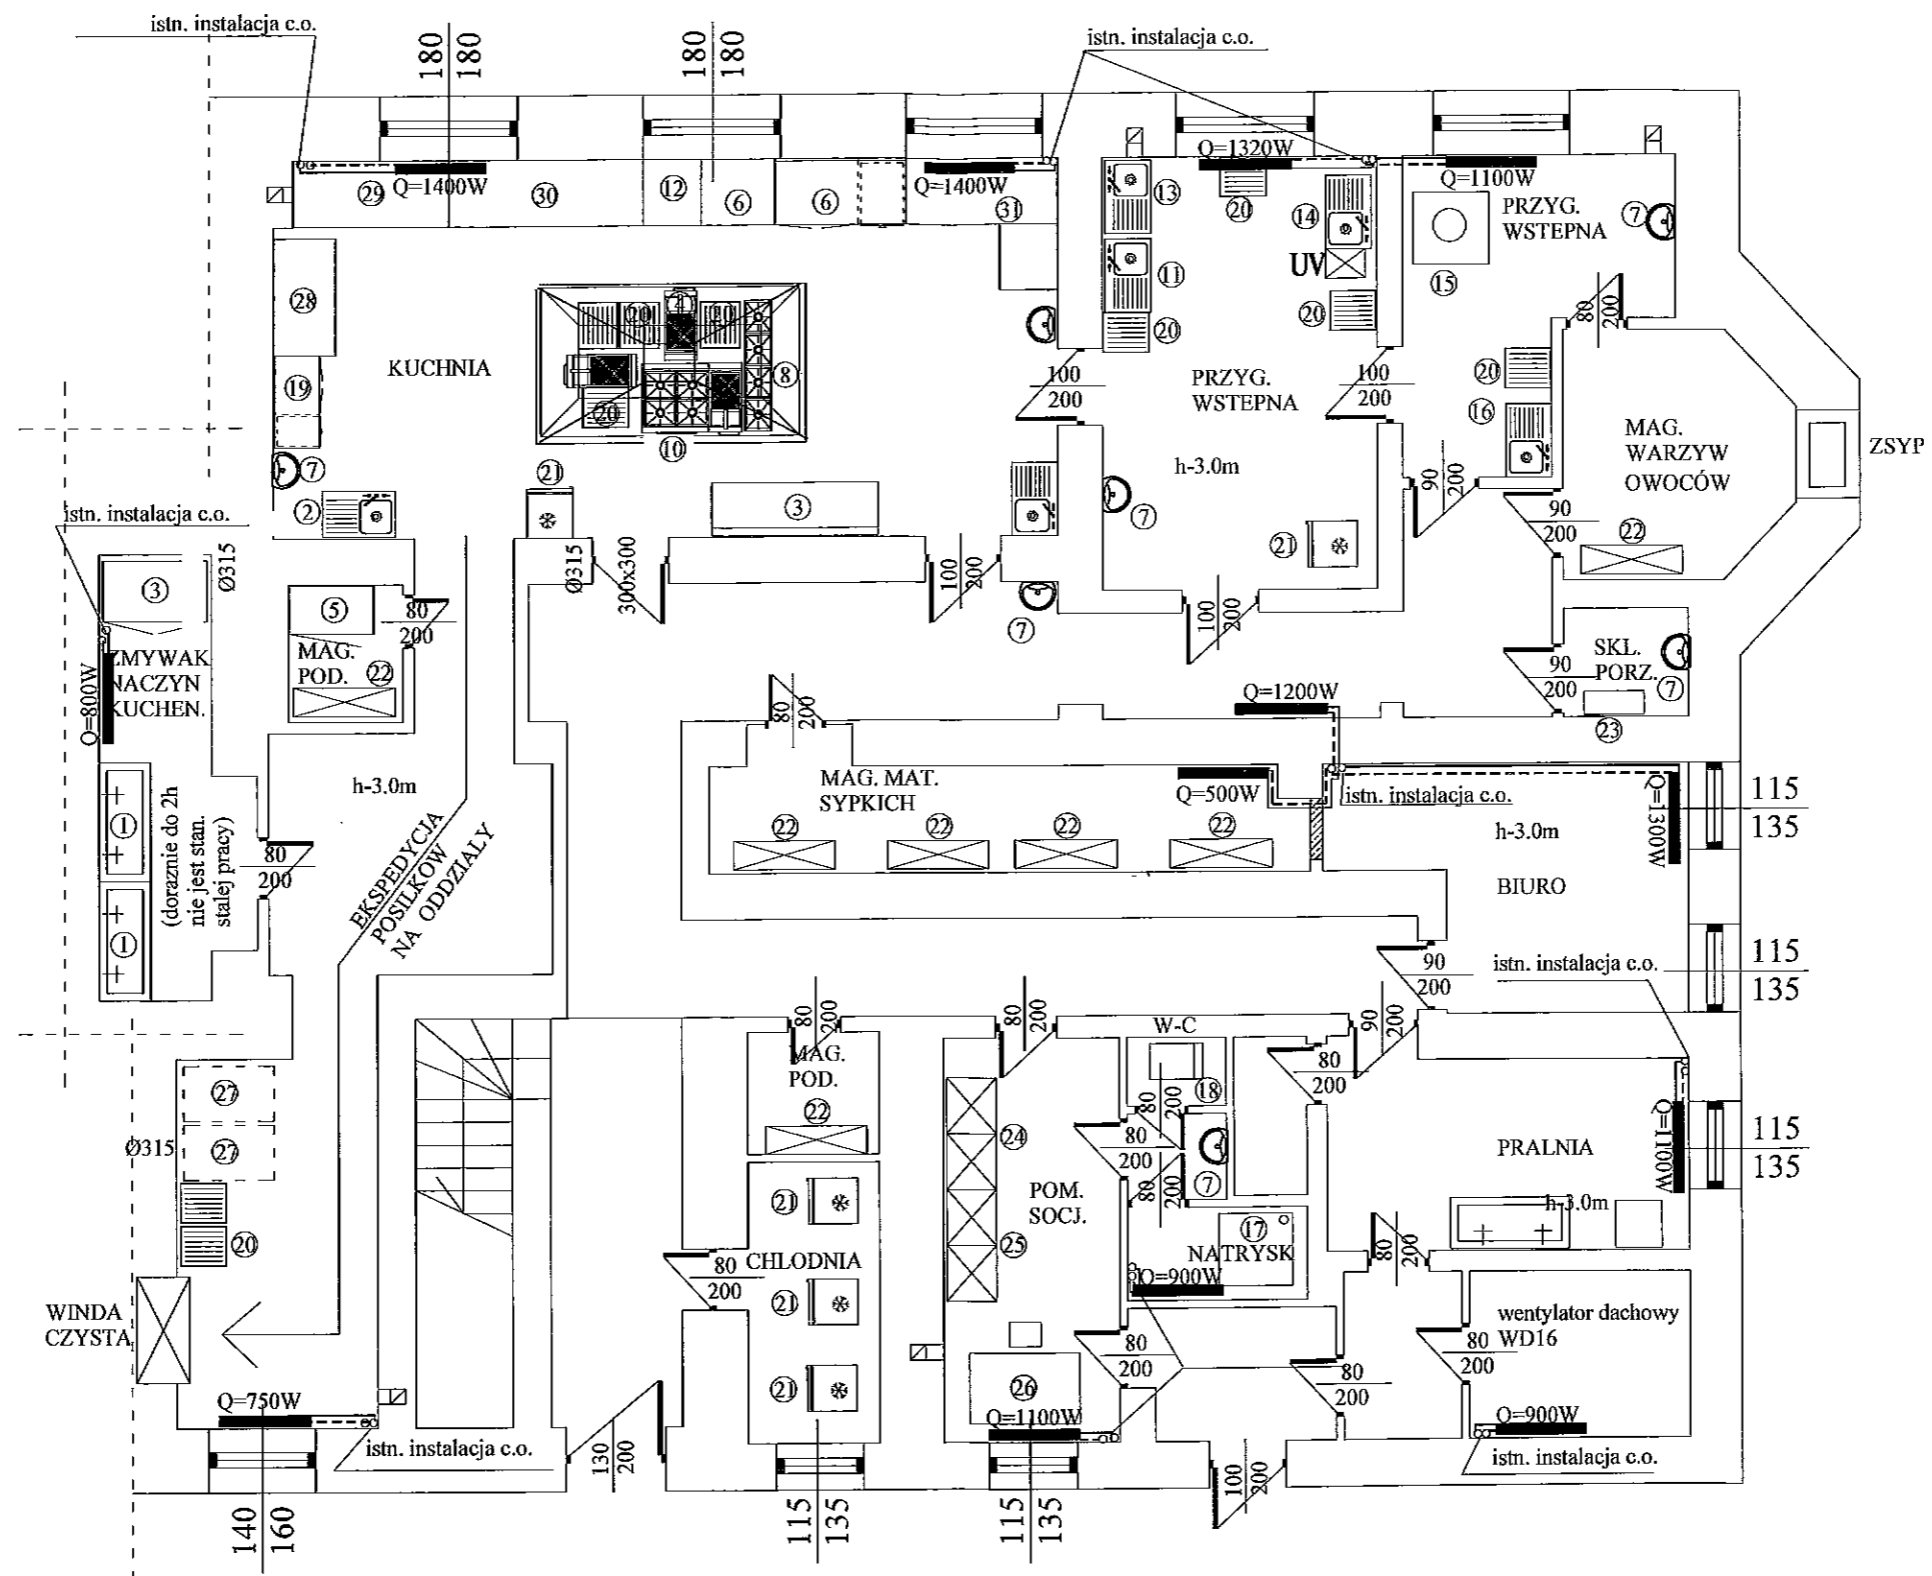 istn. instalacja c.o.
180
180
180
180
istn. instalacja c.o.
Q=1400W
29
30
12
6
6
Q=1400W
31
Q=1320W
13
20
14
Q=1100W
PRZYG.
WSTEPNA
7
15
11
UV
20
20
80
200
28
19
KUCHNIA
20
4
20
8
20
10
100
200
PRZYG.
WSTEPNA
100
200
h-3.0m
20
16
MAG.
WARZYW
OWOCÓW
ZSYP
7
2
21
3
7
21
90
200
90
200
22
istn. instalacja c.o.
Ø315
3
5
80
200
Ø315
300x300
100
200
7
100
200
MAG.
POD.
22
ZMYWAK
NACZYN
KUCHEN.
Q=800W
SKL.
PORZ.
7
90
200
23
80
200
Q=1200W
h-3.0m
MAG. MAT.
SYPKICH
Q=500W
istn. instalacja c.o.
Q=1300W
115
135
h-3.0m
BIURO
22
22
22
22
1
1
(doraznie do 2h
nie jest stan.
stalej pracy)
80
200
EKSPEDYCJA
POSILKOW
NA ODDZIALY
90
200
istn. instalacja c.o.
115
135
80
200
80
200
W-C
90
200
80
200
MAG.
POD.
22
18
80
200
27
27
Ø315
24
80
200
7
80
200
PRALNIA
Q=1100W
115
135
h-3.0m
20
21
CHLODNIA
80
200
21
21
POM.
SOCJ.
25
17
NATRYSK
Q=900W
80
200
WINDA
CZYSTA
wentylator dachowy
WD16
80
200
80
200
80
200
26
Q=1100W
Q=750W
istn. instalacja c.o.
130
200
Q=900W
istn. instalacja c.o.
100
200
140
160
115
135
115
135